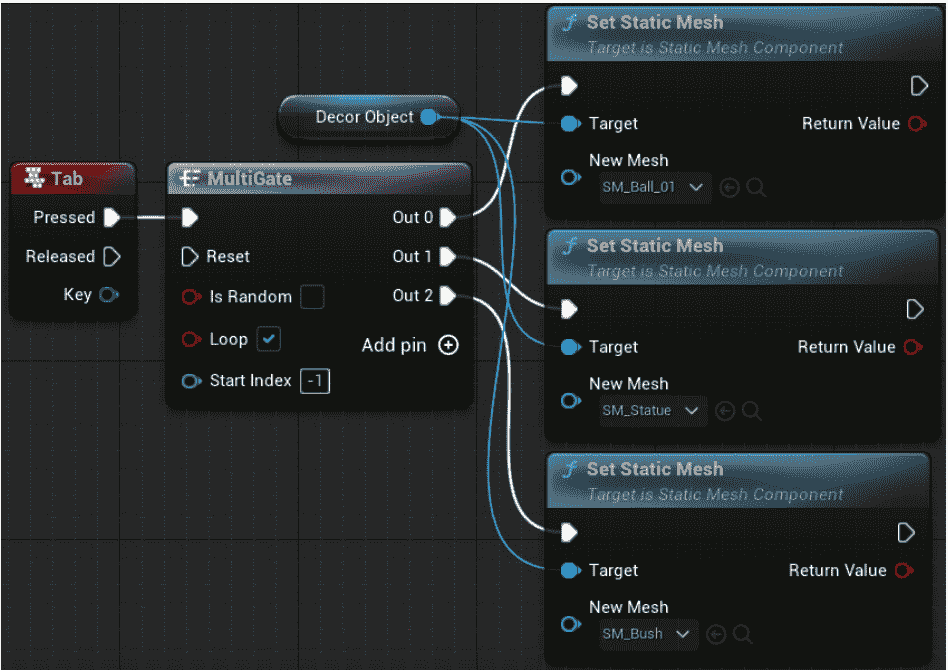 Set Static Mesh
Target is Static Mesh Component
Decor Object
Target
Return Value
New Mesh
SM_Ball_01
Tab
Pressed
Released
Key
MultiGate
Out 0
Reset
Out 1
Is Random
Out 2
Loop
Add pin
Start Index
-1
Set Static Mesh
Target is Static Mesh Component
Target
Return Value
New Mesh
SM_Statue
Set Static Mesh
Target is Static Mesh Component
Target
Return Value
New Mesh
SM_Bush